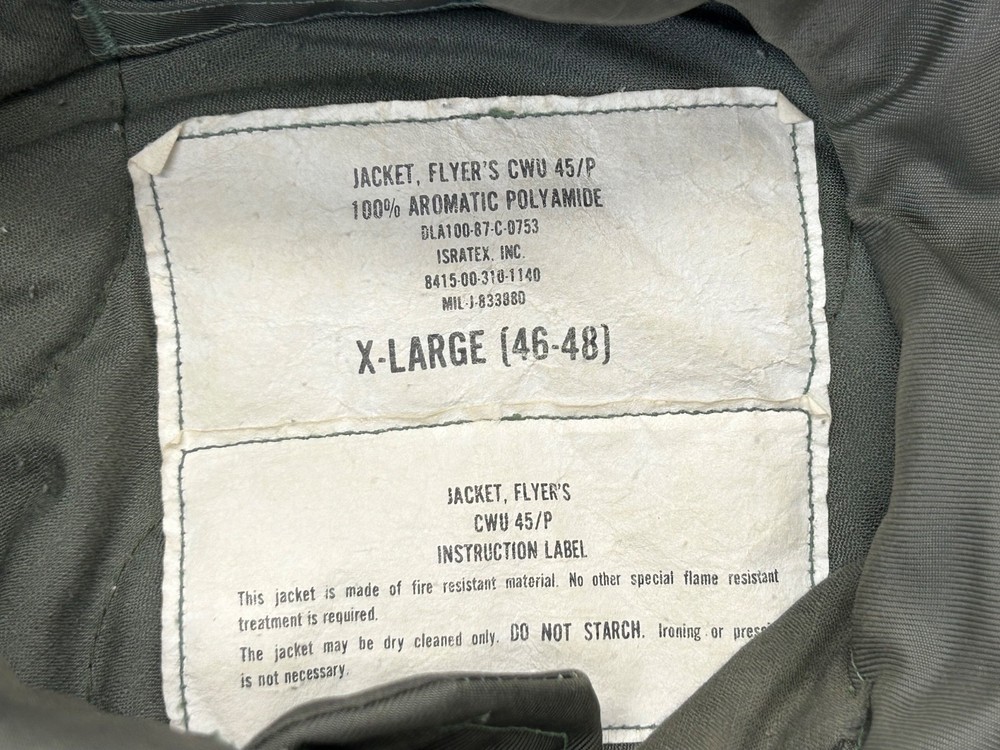 JACKET, FLYER'S CWU 45/P
100% AROMATIC POLYAMIDE
DLA100-87-C-0753
ISRATEX, INC.
8415-00-310-1140
MIL-J-83388D
X-LARGE (46-48)
JACKET, FLYER'S
CWU 45/P
INSTRUCTION LABEL
This jacket is made of fire resistant material. No other special flame resistant
treatment is required.
The jacket may be dry cleaned only. DO NOT STARCH. Ironing or
is not necessary.